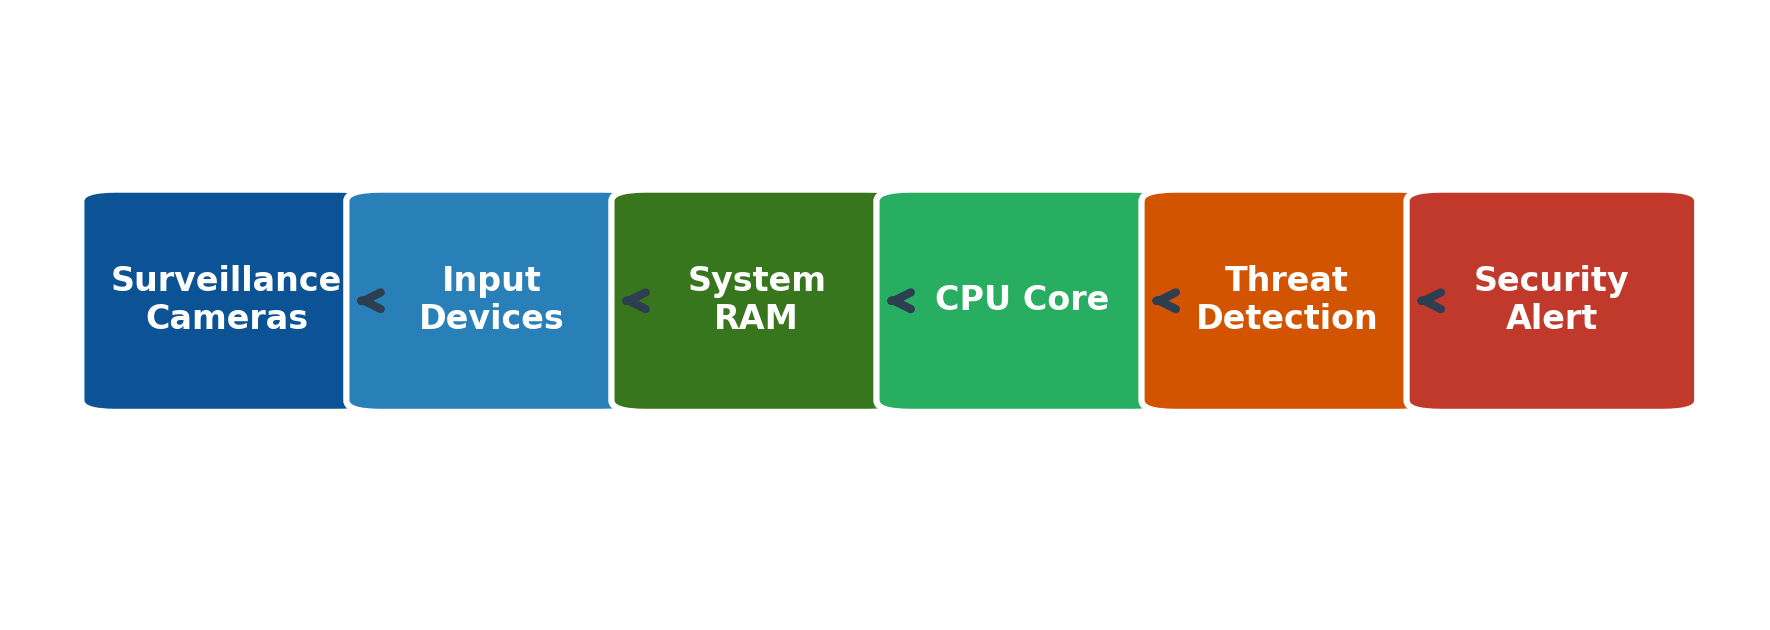 Surveillance
Cameras
Input
Devices
System
RAM
CPU Core
Threat
Detection
Security
Alert